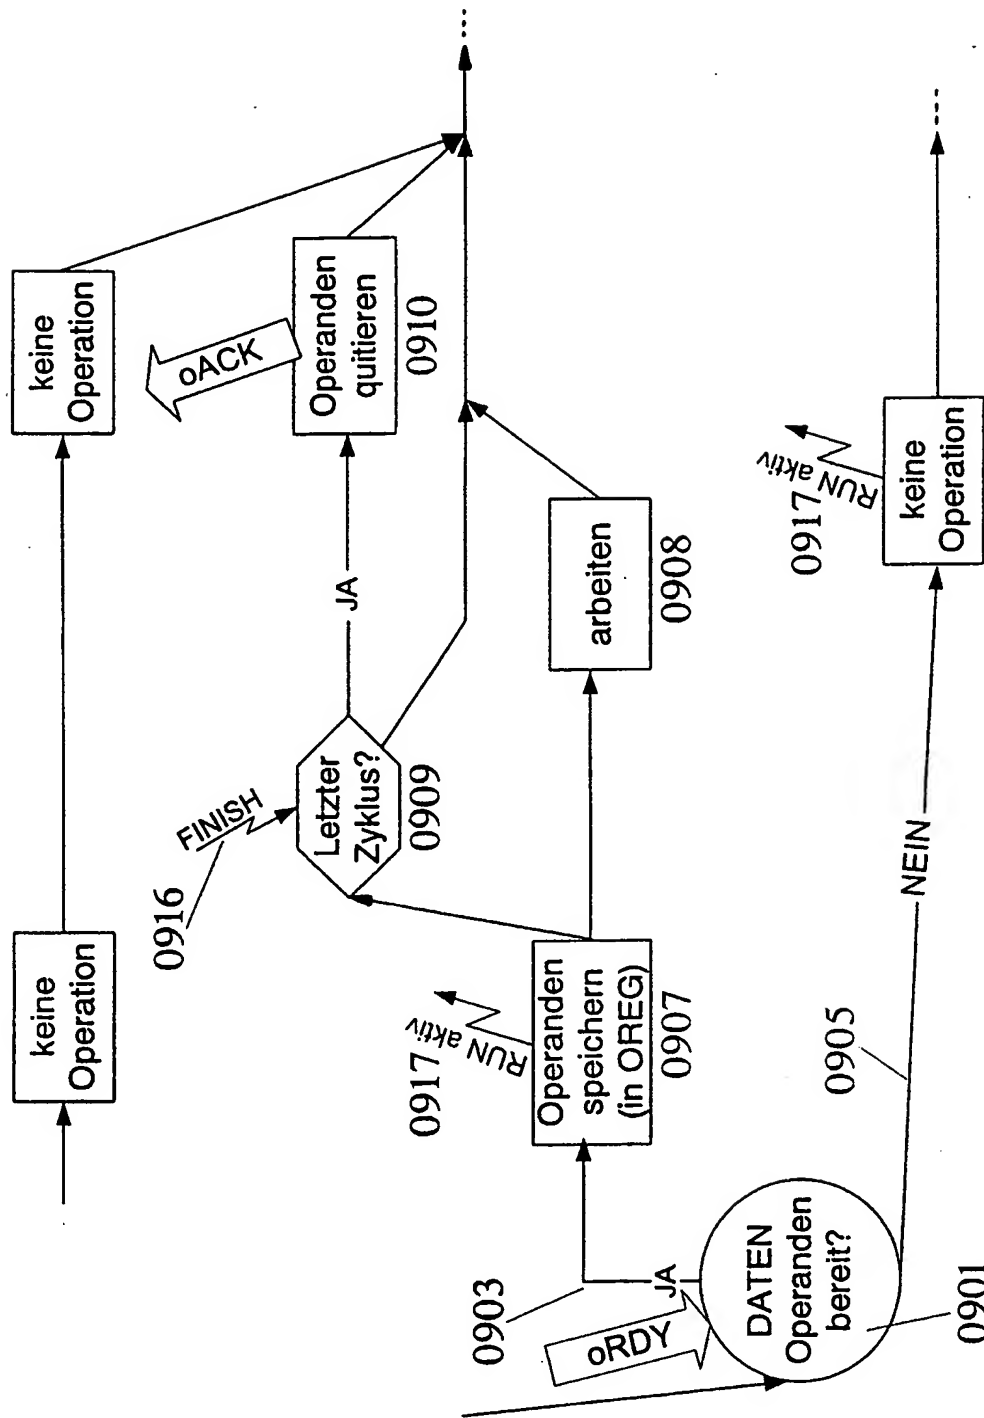 keine
Operation
keine
Operation
0916
FINISH
Letzter
Zyklus?
0909
JA
oACK
Operanden
quitieren
0910
0917
RUN aktiv
Operanden
speichern
(in OREG)
0907
arbeiten
0908
0903
JA
oRDY
DATEN
Operanden
bereit?
0901
0905
NEIN
0917
RUN aktiv
keine
Operation